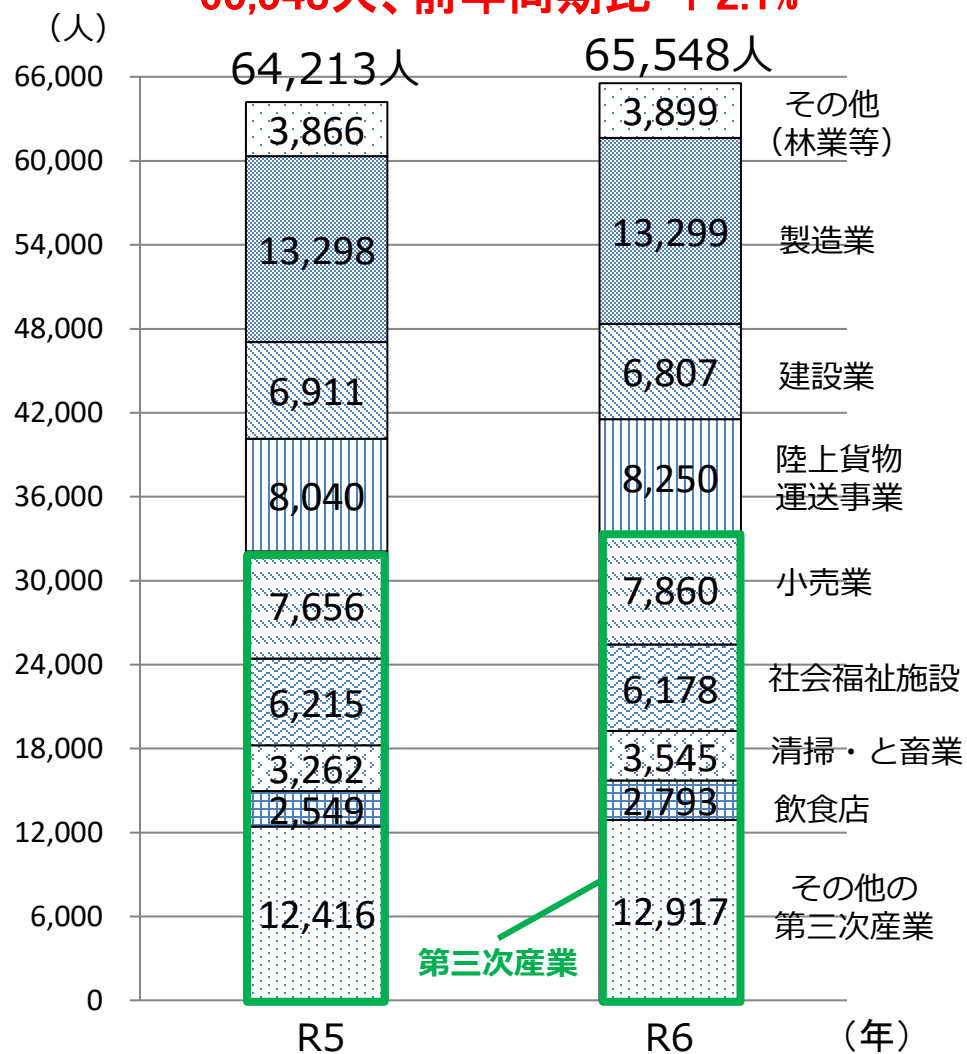 (人)
64,213人
65,548人
66,000
60,000
54,000
48,000
42,000
36,000
30,000
24,000
18,000
12,000
6,000
0
3,866
13,298
6,911
8,040
7,656
6,215
3,262
2,549
12,416
3,899
13,299
6,807
8,250
7,860
6,178
3,545
2,793
12,917
その他
（林業等）
製造業
建設業
陸上貨物
運送事業
小売業
社会福祉施設
清掃・と畜業
飲食店
その他の
第三次産業
第三次産業
R5
R6
（年）